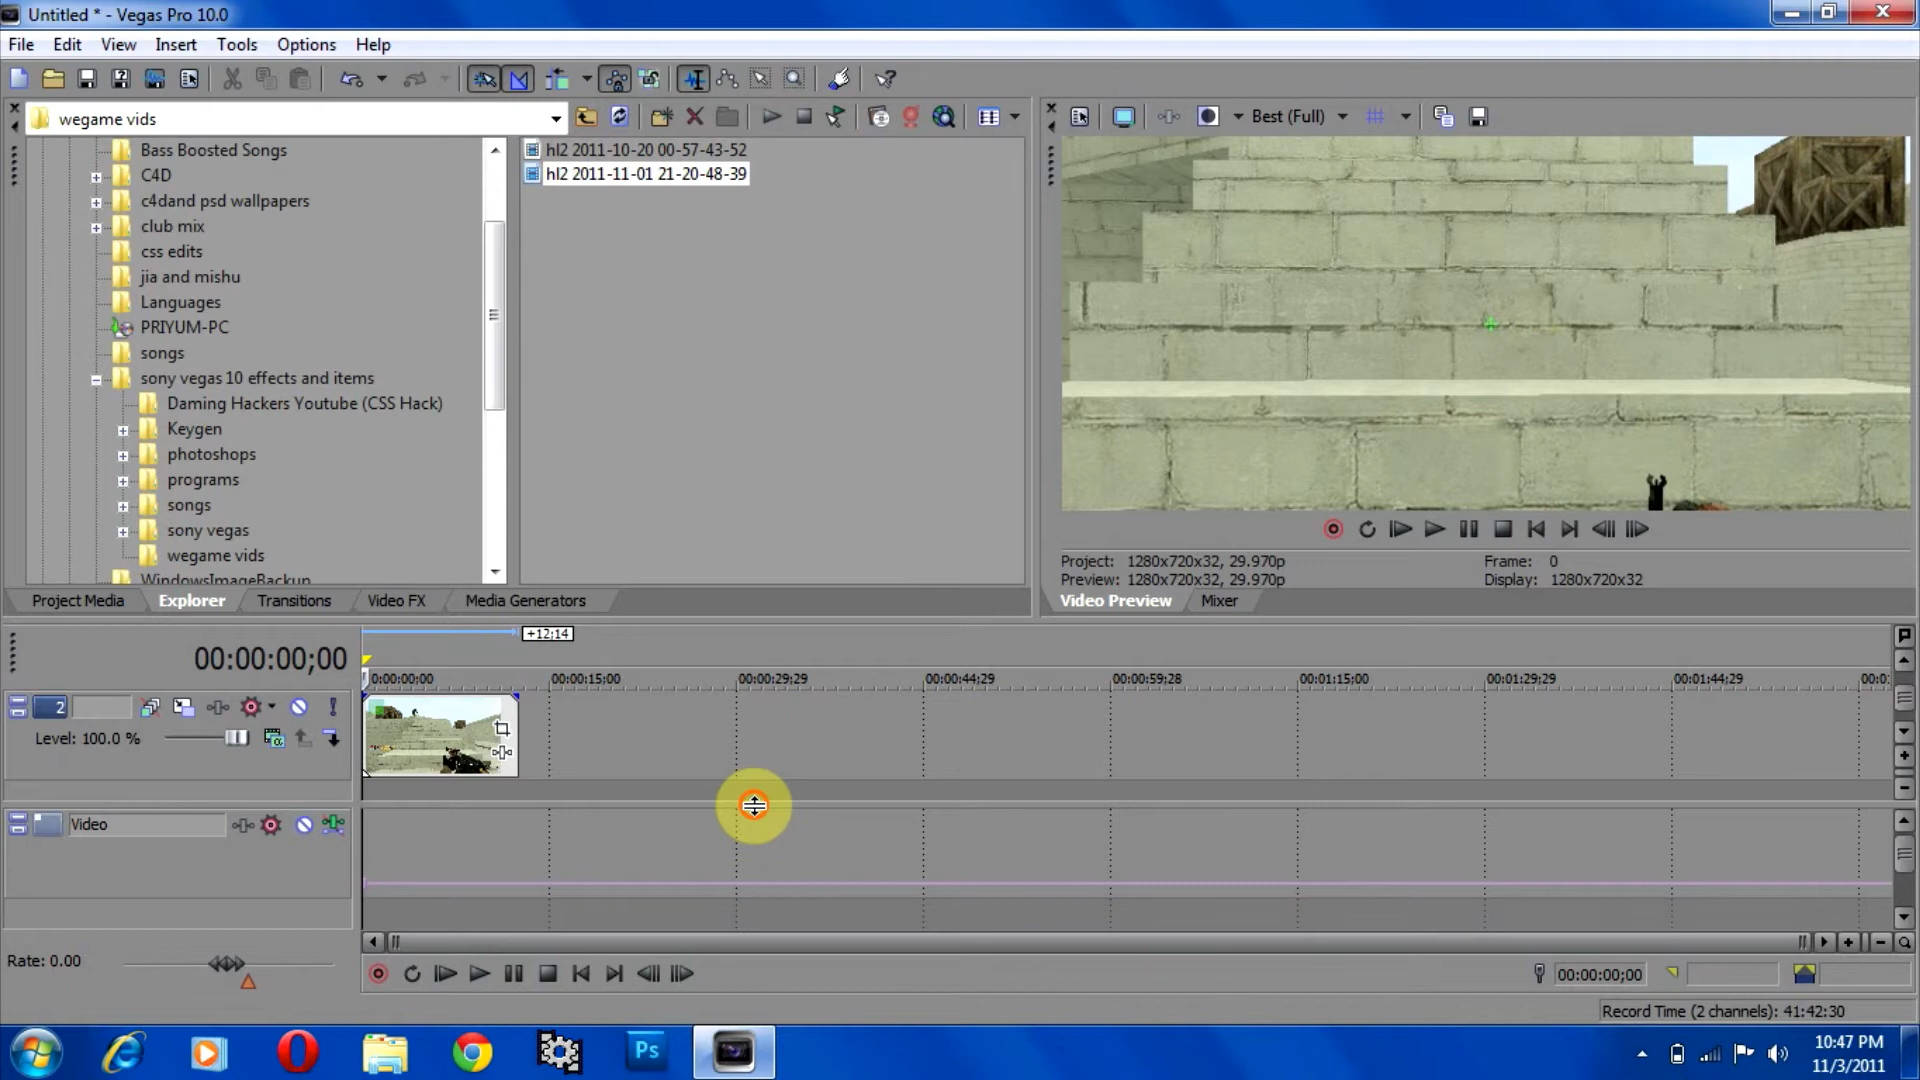 Untitled * - Vegas Pro 10.0
File Edit View Insert Tools Options Help
wegame vids
Best (Full)
Bass Boosted Songs
C4D
c4dand psd wallpapers
club mix
css edits
jia and mishu
Languages
PRIYUM-PC
songs
sony vegas 10 effects and items
Daming Hackers Youtube (CSS Hack)
Keygen
photoshops
programs
songs
sony vegas
wegame vids
WindowsImageBackup
hl2 2011-10-20 00-57-43-52
hl2 2011-11-01 21-20-48-39
Project: 1280x720x32, 29.970p
Frame: 0
Preview: 1280x720x32, 29.970p
Display: 1280x720x32
Project Media Explorer Transitions Video FX Media Generators
Video Preview Mixer
+12;14
00:00:00;00
0:00:00;00 00:00:15;00 00:00:29;29 00:00:44;29 00:00:59;28 00:01:15;00 00:01:29;29 00:01:44;29
2
Level: 100.0 %
Video
Rate: 0.00
00:00:00;00
Record Time (2 channels): 41:42:30
Ps
10:47 PM
11/3/2011